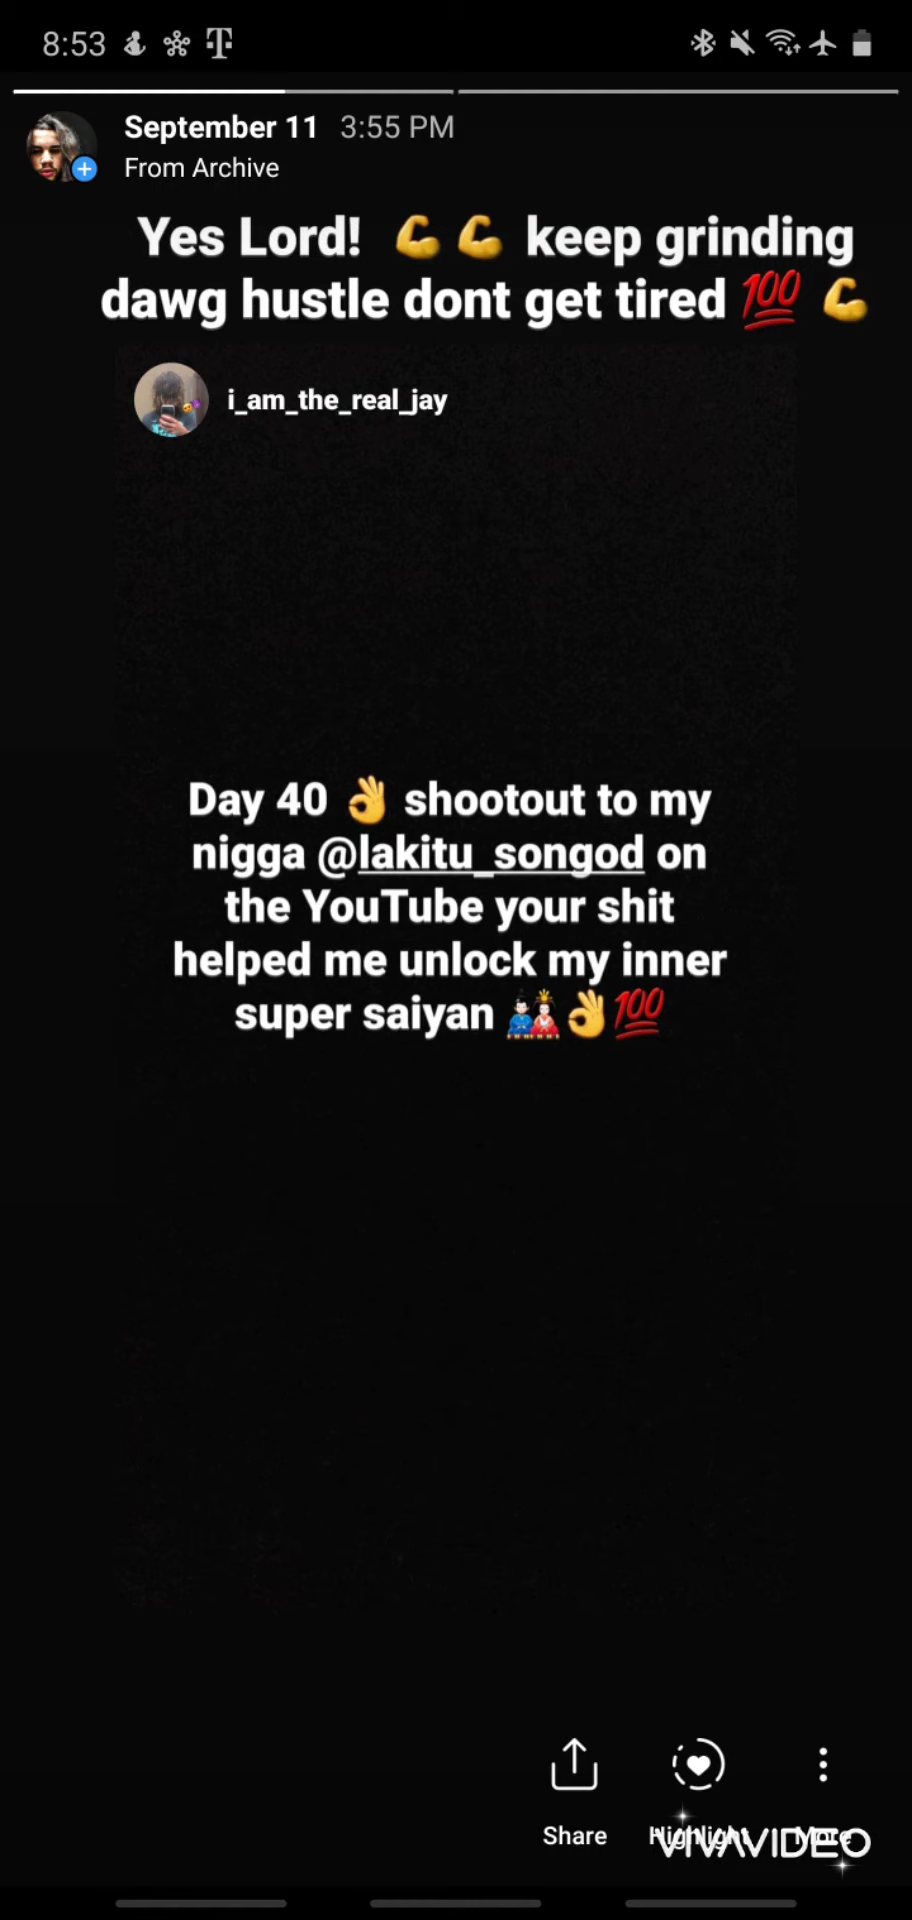 8:53
September 11 3:55 PM
From Archive
Yes Lord! 💪💪 keep grinding
dawg hustle dont get tired 💯 💪
i_am_the_real_jay
Day 40 👌 shootout to my
nigga @lakitu_songod on
the YouTube your shit
helped me unlock my inner
super saiyan 🎎👌💯
Share Highlight More
VIVAVIDEO